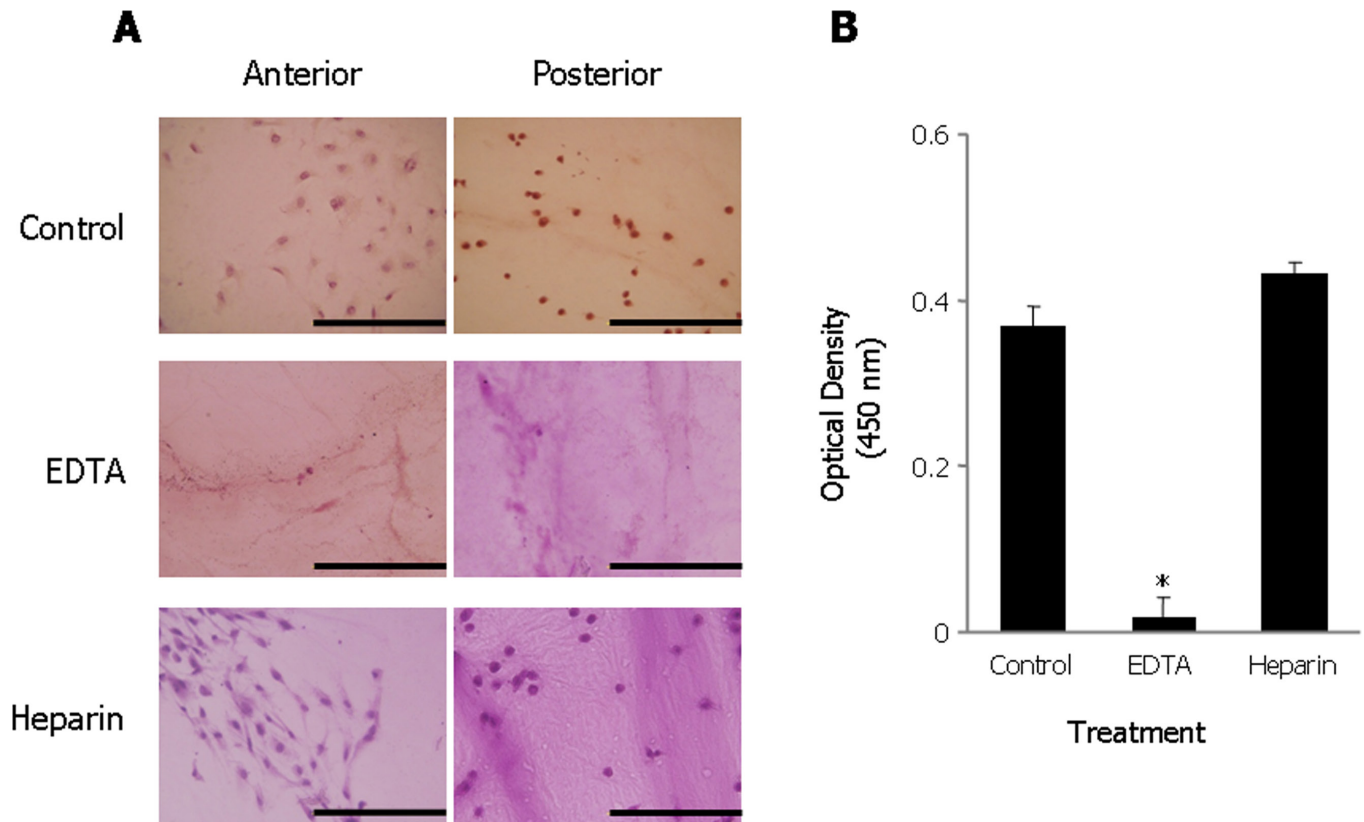 A
B
Anterior
Posterior
Control
EDTA
Heparin
0.6
0.4
0.2
0
Optical Density
(450 nm)
*
Control
EDTA
Heparin
Treatment